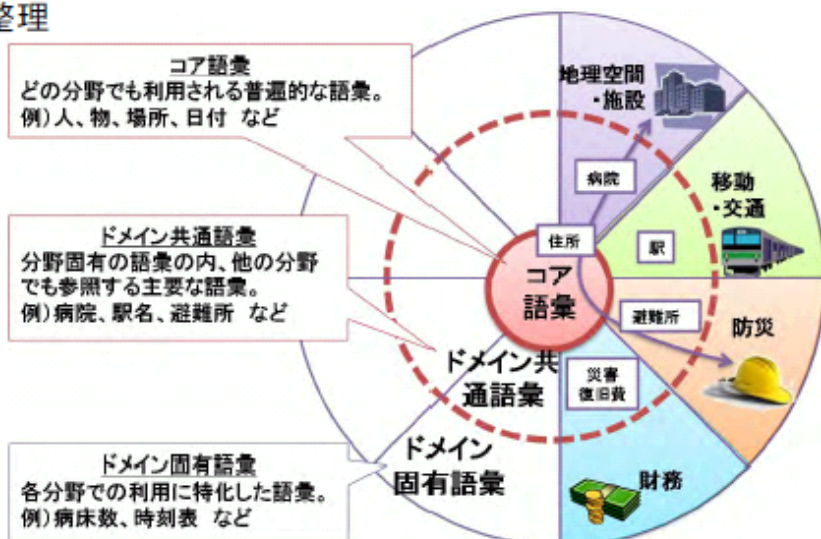 整理
コア語彙
どの分野でも利用される普遍的な語彙。
例)人、物、場所、日付 など
ドメイン共通語彙
分野固有の語彙の内、他の分野
でも参照する主要な語彙。
例)病院、駅名、避難所 など
ドメイン固有語彙
各分野での利用に特化した語彙。
例)病床数、時刻表 など
地理空間
・施設
病院
移動
・交通
駅
住所
コア
語彙
避難所
防災
ドメイン共
通語彙
災害
復旧費
ドメイン
固有語彙
財務